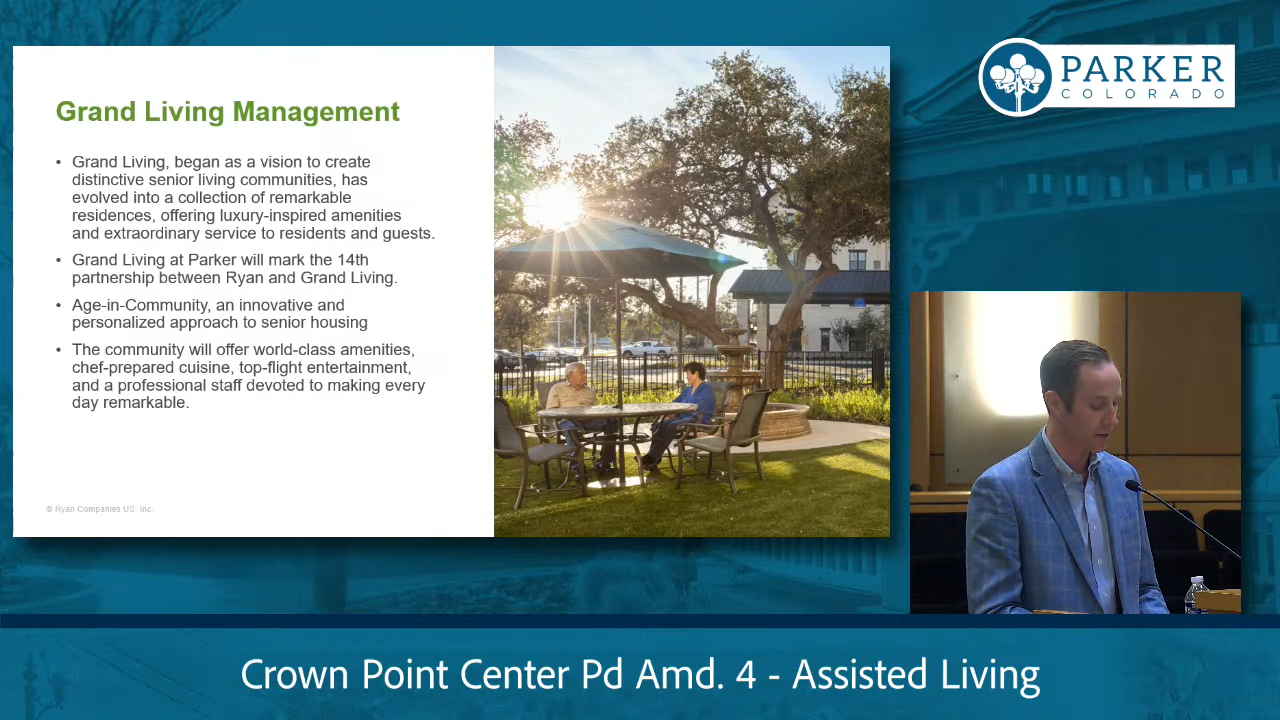 Grand Living Management
• Grand Living, began as a vision to create
distinctive senior living communities, has
evolved into a collection of remarkable
residences, offering luxury-inspired amenities
and extraordinary service to residents and guests.
• Grand Living at Parker will mark the 14th
partnership between Ryan and Grand Living.
• Age-in-Community, an innovative and
personalized approach to senior housing
• The community will offer world-class amenities,
chef-prepared cuisine, top-flight entertainment,
and a professional staff devoted to making every
day remarkable.
© Ryan Companies US, Inc.
PARKER
COLORADO
Crown Point Center Pd Amd. 4 - Assisted Living